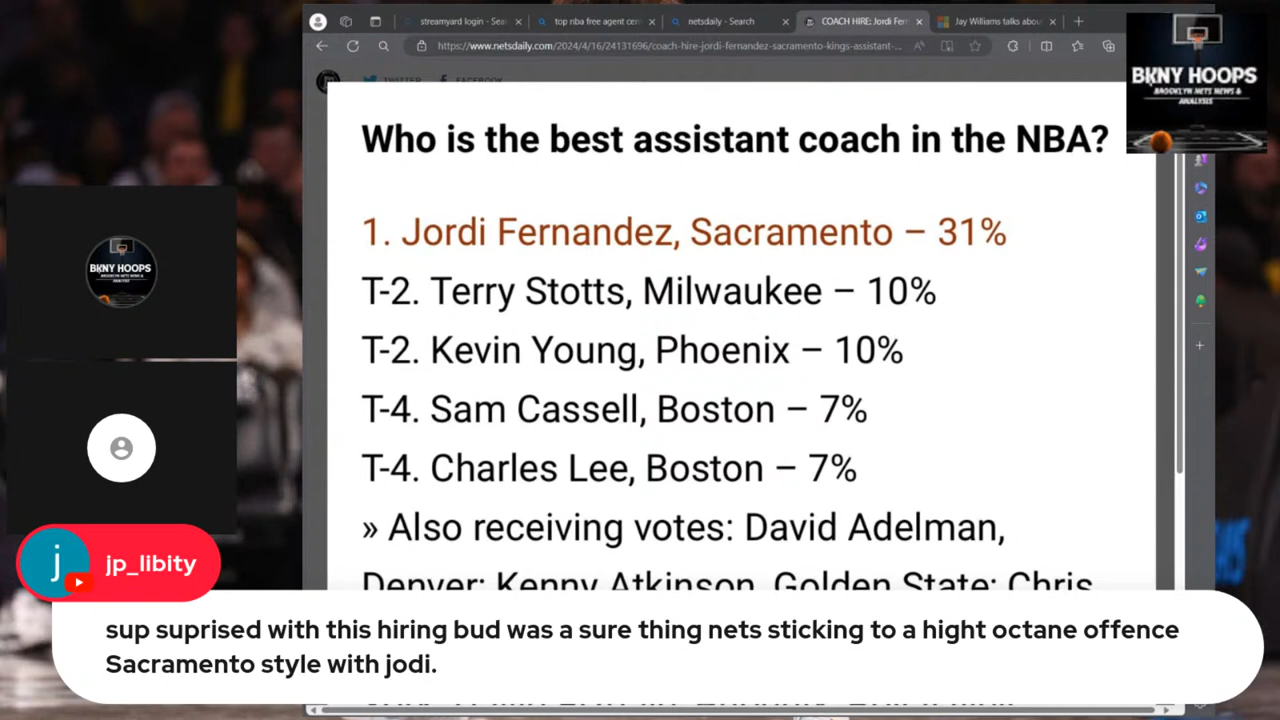 streamyard login - Sea
top nba free agent cen
netsdaily - Search
COACH HIRE: Jordi Fer
Jay Williams talks abou
https://www.netsdaily.com/2024/4/16/24131696/coach-hire-jordi-fernandez-sacramento-kings-assistant-...
TWITTER
FACEBOOK
BKNY HOOPS
BROOKLYN NETS NEWS &
ANALYSIS
Who is the best assistant coach in the NBA?
1. Jordi Fernandez, Sacramento – 31%
T-2. Terry Stotts, Milwaukee – 10%
T-2. Kevin Young, Phoenix – 10%
T-4. Sam Cassell, Boston – 7%
T-4. Charles Lee, Boston – 7%
» Also receiving votes: David Adelman,
Denver; Kenny Atkinson, Golden State; Chris
BKNY HOOPS
j
jp_libity
sup suprised with this hiring bud was a sure thing nets sticking to a hight octane offence
Sacramento style with jodi.